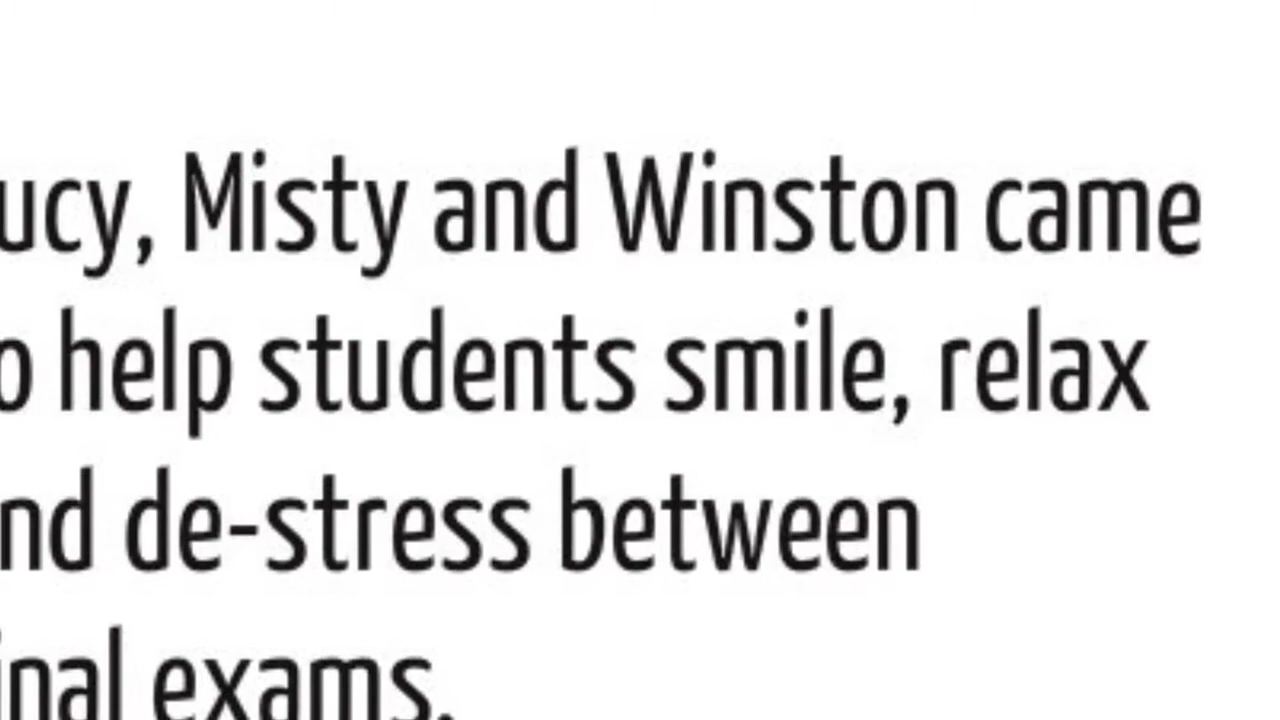 ucy, Misty and Winston came
o help students smile, relax
nd de-stress between
inal exams.